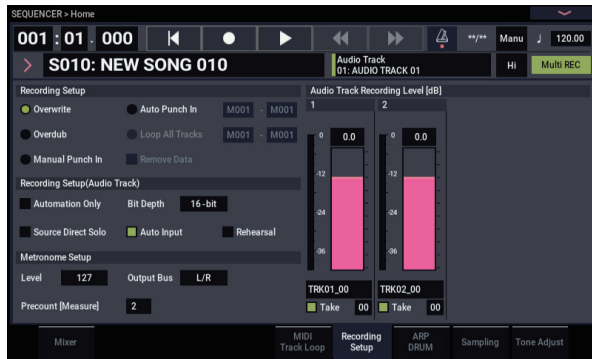 SEQUENCER > Home
001 : 01 . 000 **/** Manu ♩ 120.00
> S010: NEW SONG 010
Audio Track
01: AUDIO TRACK 01
Hi Multi REC
Recording Setup
Overwrite Auto Punch In M001 - M001
Overdub Loop All Tracks M001 - M001
Manual Punch In Remove Data
Recording Setup(Audio Track)
Automation Only Bit Depth 16-bit
Source Direct Solo Auto Input Rehearsal
Metronome Setup
Level 127 Output Bus L/R
Precount [Measure] 2
Audio Track Recording Level [dB]
1 2
0 0.0 0 0.0
-12 -12
-24 -24
-36 -36
TRK01_00 TRK02_00
Take 00 Take 00
Mixer
MIDI
Track Loop
Recording
Setup
ARP
DRUM
Sampling
Tone Adjust